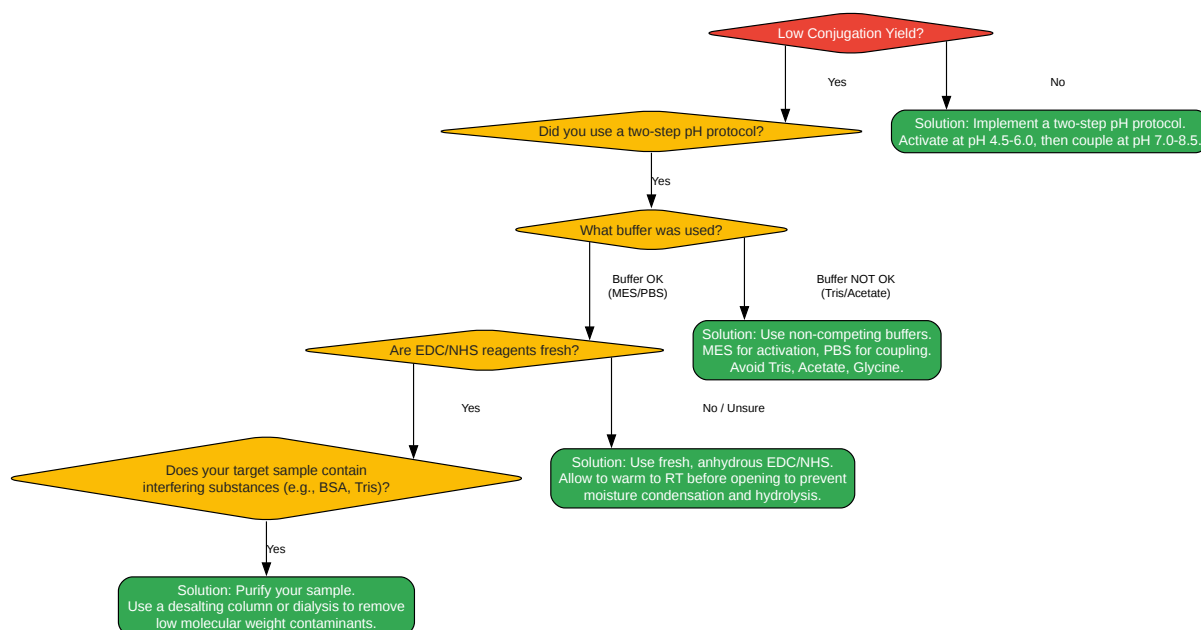 Low Conjugation Yield?
Yes
No
Did you use a two-step pH protocol?
Solution: Implement a two-step pH protocol.
Activate at pH 4.5-6.0, then couple at pH 7.0-8.5.
Yes
What buffer was used?
Buffer OK
(MES/PBS)
Buffer NOT OK
(Tris/Acetate)
Are EDC/NHS reagents fresh?
Solution: Use non-competing buffers.
MES for activation, PBS for coupling.
Avoid Tris, Acetate, Glycine.
Yes
No / Unsure
Does your target sample contain
interfering substances (e.g., BSA, Tris)?
Solution: Use fresh, anhydrous EDC/NHS.
Allow to warm to RT before opening to prevent
moisture condensation and hydrolysis.
Yes
Solution: Purify your sample.
Use a desalting column or dialysis to remove
low molecular weight contaminants.